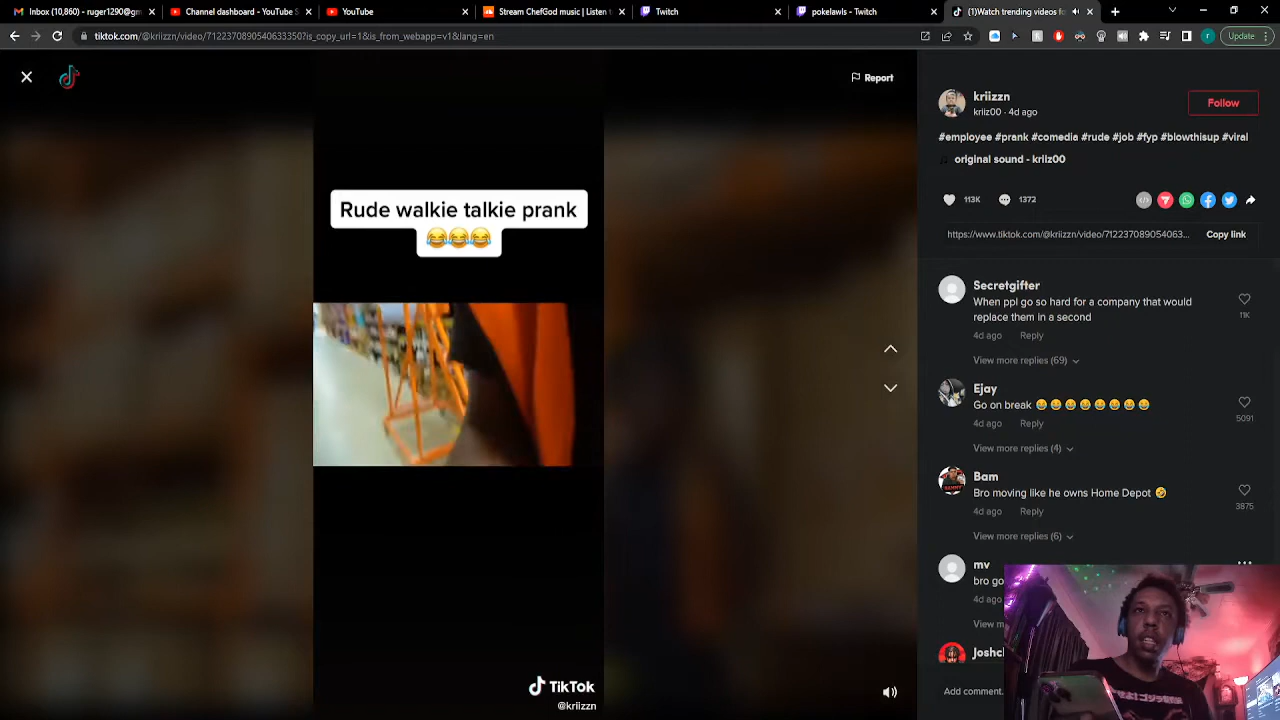 Inbox (10,860) - ruger1290@gm
Channel dashboard - YouTube S
YouTube
Stream ChefGod music | Listen t
Twitch
pokelawls - Twitch
(1)Watch trending videos fo
tiktok.com/@kriizzn/video/7122370890540633350?is_copy_url=1&is_from_webapp=v1&lang=en
Update
Report
Rude walkie talkie prank
😂😂😂
TikTok
@kriizzn
kriizzn
kriiz00 · 4d ago
Follow
#employee #prank #comedia #rude #job #fyp #blowthisup #viral
original sound - kriiz00
113K
1372
https://www.tiktok.com/@kriizzn/video/712237089054063...
Copy link
Secretgifter
When ppl go so hard for a company that would
replace them in a second
11K
4d ago Reply
View more replies (69)
Ejay
Go on break 😂😂😂😂😂😂😂😂
5091
4d ago Reply
View more replies (4)
Bam
Bro moving like he owns Home Depot 🤣
3875
4d ago Reply
View more replies (6)
mv
bro go
4d ago
View m
Joshc
Add comment.